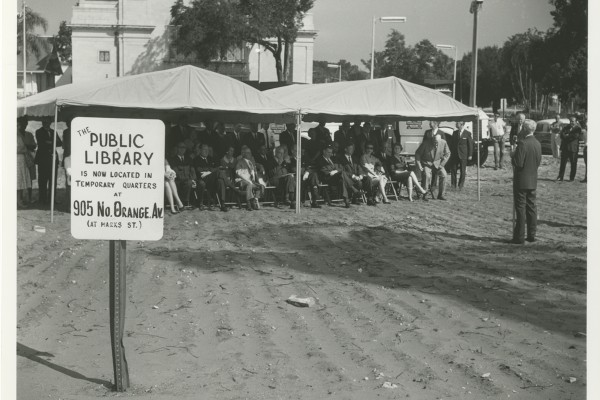 THE
PUBLIC
LIBRARY
IS NOW LOCATED IN
TEMPORARY QUARTERS
AT
905 NO. ORANGE AV.
(AT MARKS ST.)